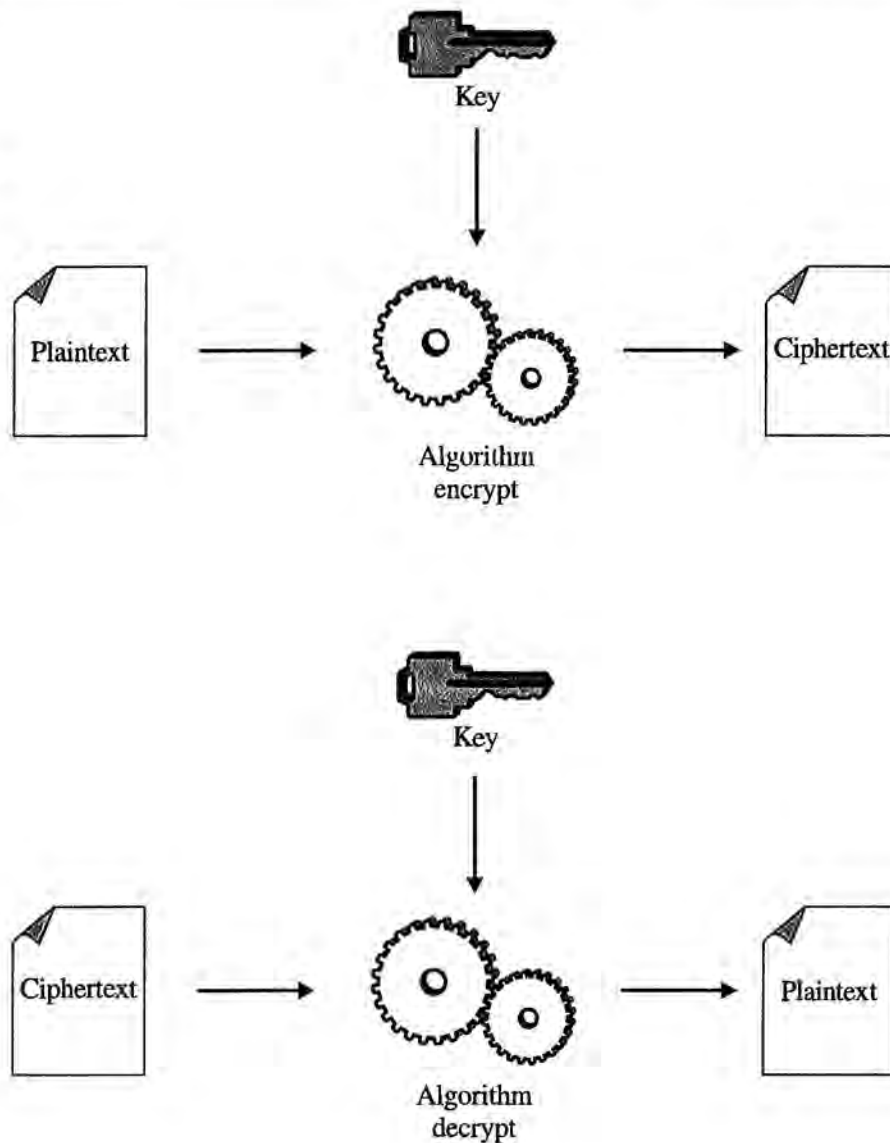 Key
Plaintext
Ciphertext
Algorithm
encrypt
Key
Ciphertext
Plaintext
Algorithm
decrypt